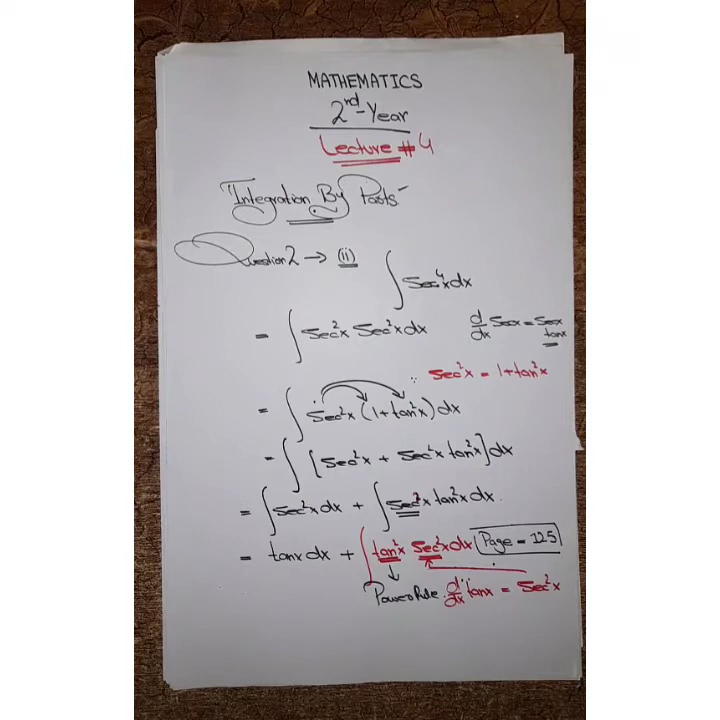 MATHEMATICS
2nd-Year
Lecture # 4
"Integration By Parts"
Question 2 → (ii)
∫ Sec⁴x dx
= ∫ Sec²x Sec²x dx   d/dx Secx = Secx tanx
∵ Sec²x = 1+tan²x
= ∫ Sec²x (1+tan²x) dx
= ∫ [Sec²x + Sec²x tan²x] dx
= ∫ Sec²x dx + ∫ Sec²x tan²x dx.
= tanx dx + ∫ tan²x Sec²x dx   Page = 125
Power Rule. d/dx tanx = Sec²x